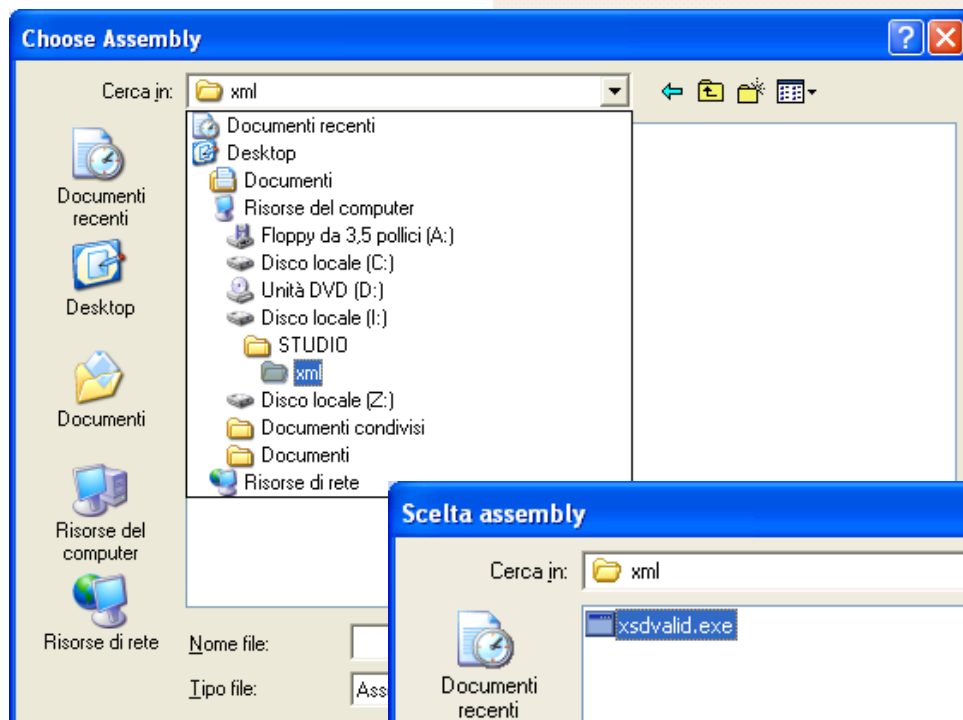 Choose Assembly
Cerca in:
xml
Documenti recenti
Desktop
Documenti
Risorse del computer
Floppy da 3,5 pollici (A:)
Disco locale (C:)
Unità DVD (D:)
Disco locale (I:)
STUDIO
xml
Disco locale (Z:)
Documenti condivisi
Documenti
Risorse di rete
Documenti
recenti
Desktop
Documenti
Risorse del
computer
Risorse di rete
Nome file:
Tipo file:
Ass
Scelta assembly
Cerca in:
xml
xsdvalid.exe
Documenti
recenti